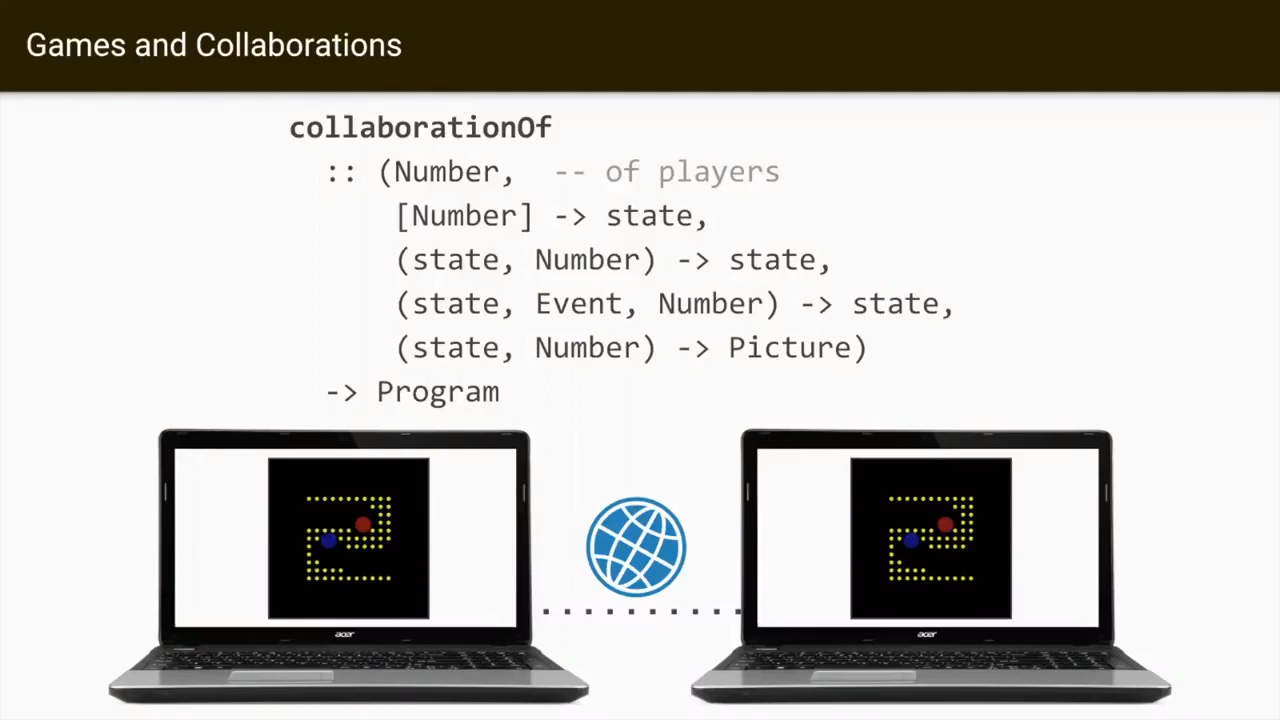 Games and Collaborations
collaborationOf
:: (Number, -- of players
[Number] -> state,
(state, Number) -> state,
(state, Event, Number) -> state,
(state, Number) -> Picture)
-> Program
acer
acer